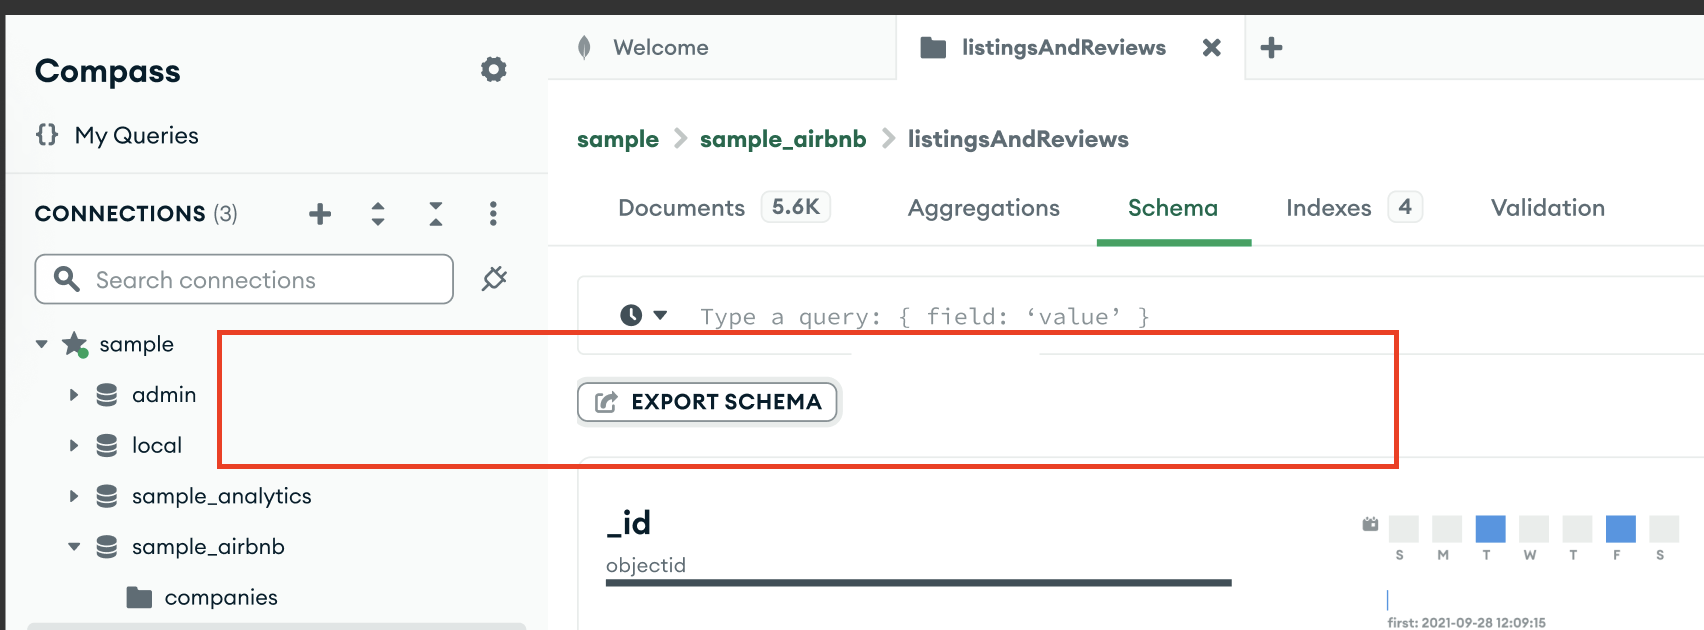 Compass
My Queries
CONNECTIONS (3)
Search connections
sample
admin
local
sample_analytics
sample_airbnb
companies
Welcome
listingsAndReviews
sample > sample_airbnb > listingsAndReviews
Documents 5.6K Aggregations Schema Indexes 4 Validation
Type a query: { field: ‘value’ }
EXPORT SCHEMA
_id
objectid
S M T W T F S
first: 2021-09-28 12:09:15